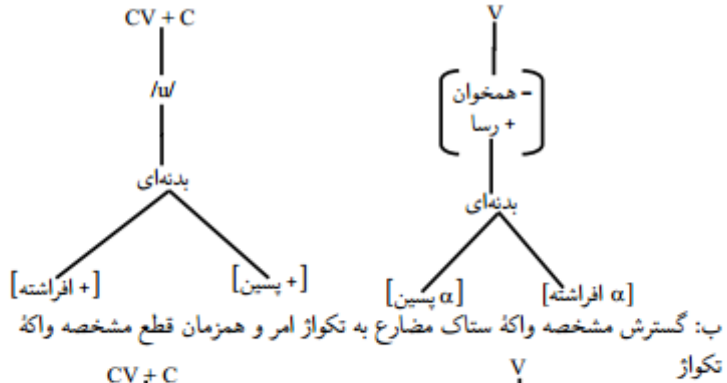 CV + C V
/u/ - همخوان
+ رسا
بدنه‌ای بدنه‌ای
[+ افراشته] [+ پسین] [α پسین] [α افراشته]
ب: گسترش مشخصه واکهٔ ستاک مضارع به تکواژ امر و همزمان قطع مشخصه واکهٔ
تکواژ
CV + C V